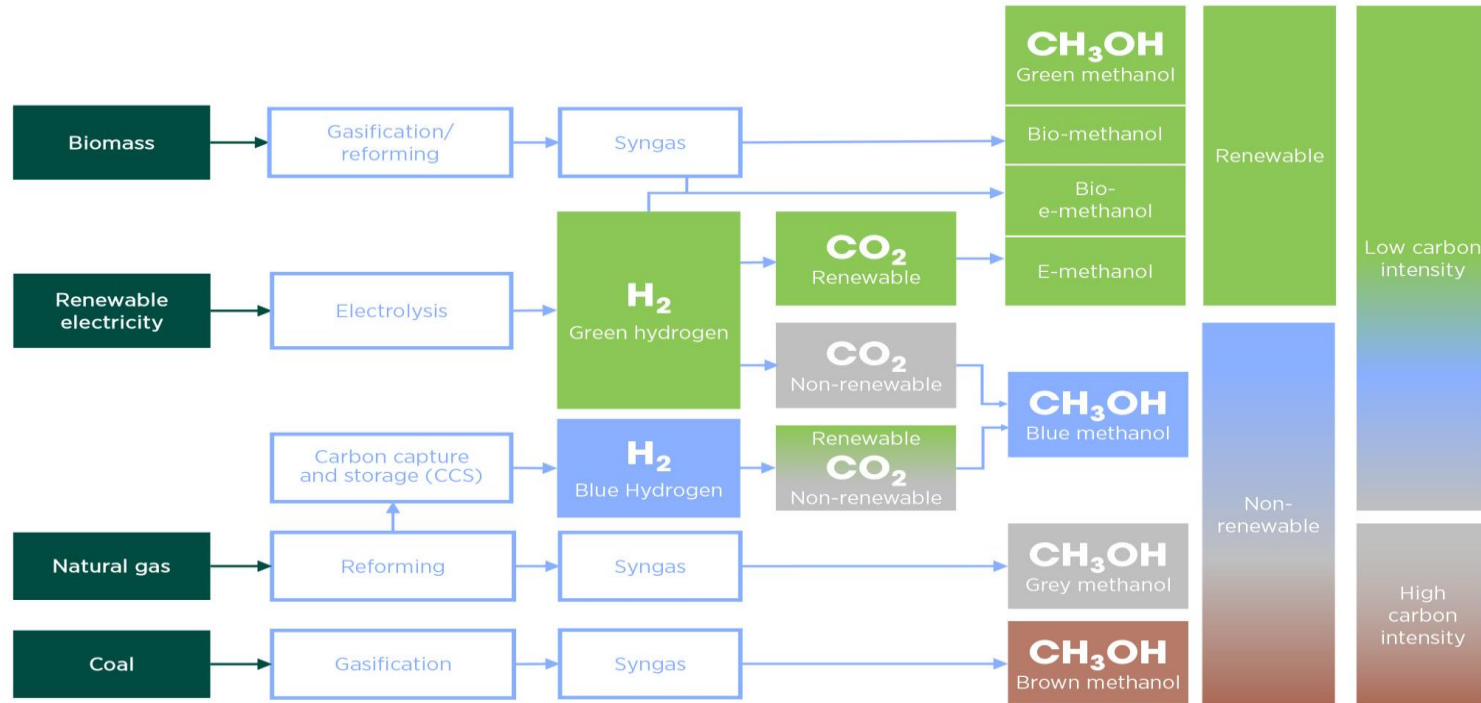 CH₃OH
Green methanol
Biomass
Gasification/
reforming
Syngas
Bio-methanol
Renewable
Bio-
e-methanol
Renewable
electricity
Electrolysis
H₂
Green hydrogen
CO₂
Renewable
E-methanol
Low carbon
intensity
CO₂
Non-renewable
CH₃OH
Blue methanol
Carbon capture
and storage (CCS)
H₂
Blue Hydrogen
Renewable
CO₂
Non-renewable
Non-
renewable
Natural gas
Reforming
Syngas
CH₃OH
Grey methanol
High
carbon
intensity
Coal
Gasification
Syngas
CH₃OH
Brown methanol